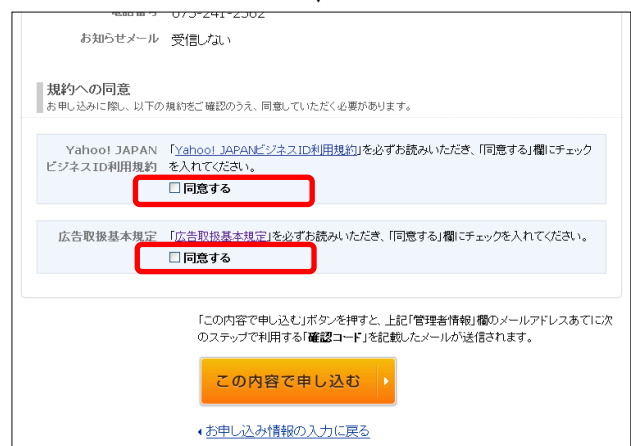 お知らせメール 受信しない
規約への同意
お申し込みに際し、以下の規約をご確認のうえ、同意していただく必要があります。
Yahoo! JAPAN ビジネスID利用規約 「Yahoo! JAPANビジネスID利用規約」を必ずお読みいただき、「同意する」欄にチェック
を入れてください。
同意する
広告取扱基本規定 「広告取扱基本規定」を必ずお読みいただき、「同意する」欄にチェックを入れてください。
同意する
「この内容で申し込む」ボタンを押すと、上記「管理者情報」欄のメールアドレスあてに次
のステップで利用する「確認コード」を記載したメールが送信されます。
この内容で申し込む
お申し込み情報の入力に戻る